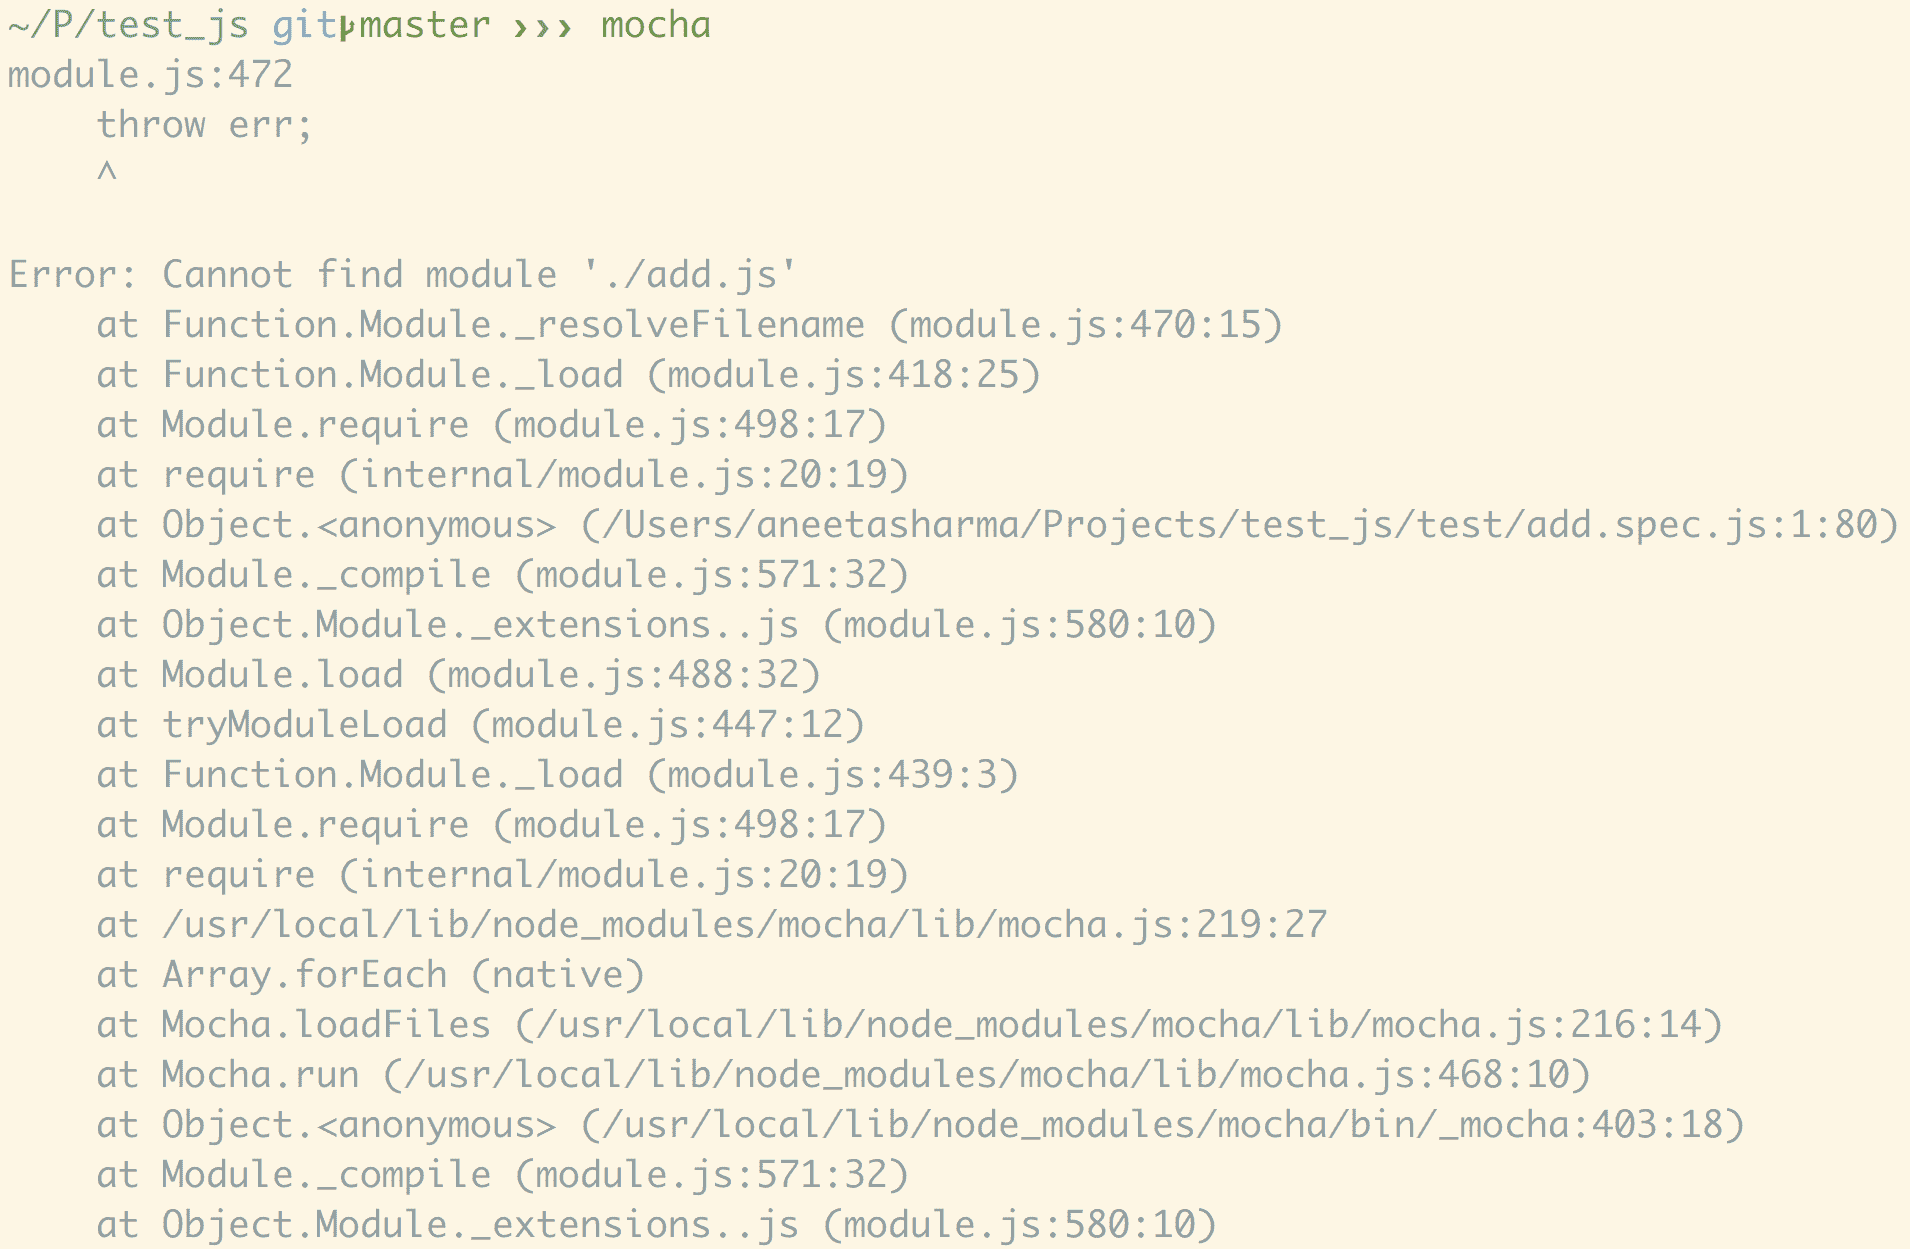 ~/P/test_js git master ››› mocha
module.js:472
    throw err;
    ^

Error: Cannot find module './add.js'
    at Function.Module._resolveFilename (module.js:470:15)
    at Function.Module._load (module.js:418:25)
    at Module.require (module.js:498:17)
    at require (internal/module.js:20:19)
    at Object.<anonymous> (/Users/aneetasharma/Projects/test_js/test/add.spec.js:1:80)
    at Module._compile (module.js:571:32)
    at Object.Module._extensions..js (module.js:580:10)
    at Module.load (module.js:488:32)
    at tryModuleLoad (module.js:447:12)
    at Function.Module._load (module.js:439:3)
    at Module.require (module.js:498:17)
    at require (internal/module.js:20:19)
    at /usr/local/lib/node_modules/mocha/lib/mocha.js:219:27
    at Array.forEach (native)
    at Mocha.loadFiles (/usr/local/lib/node_modules/mocha/lib/mocha.js:216:14)
    at Mocha.run (/usr/local/lib/node_modules/mocha/lib/mocha.js:468:10)
    at Object.<anonymous> (/usr/local/lib/node_modules/mocha/bin/_mocha:403:18)
    at Module._compile (module.js:571:32)
    at Object.Module._extensions..js (module.js:580:10)